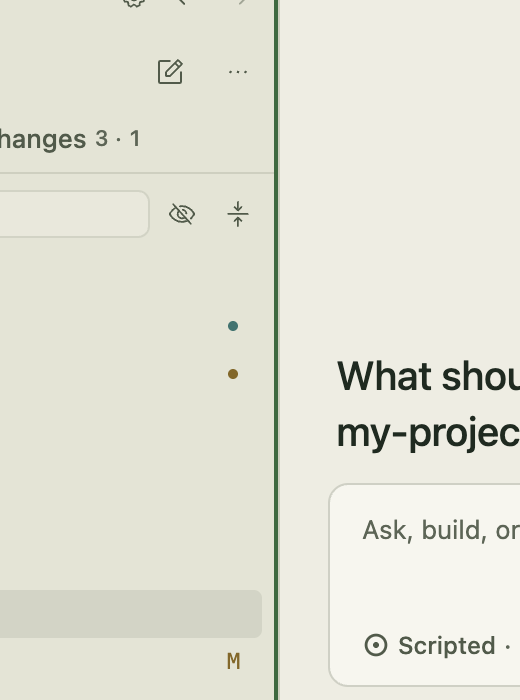 ...
hanges 3 · 1
What shou
my-projec
Ask, build, or
Scripted ·
M